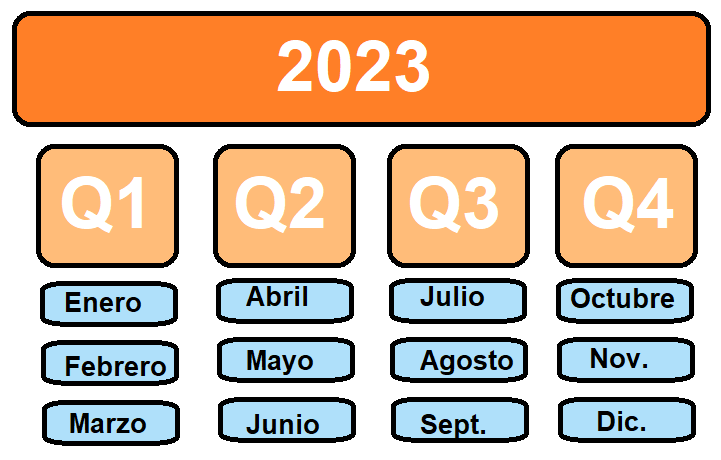 2023
Q1 Q2 Q3 Q4
Enero Abril Julio Octubre
Febrero Mayo Agosto Nov.
Marzo Junio Sept. Dic.